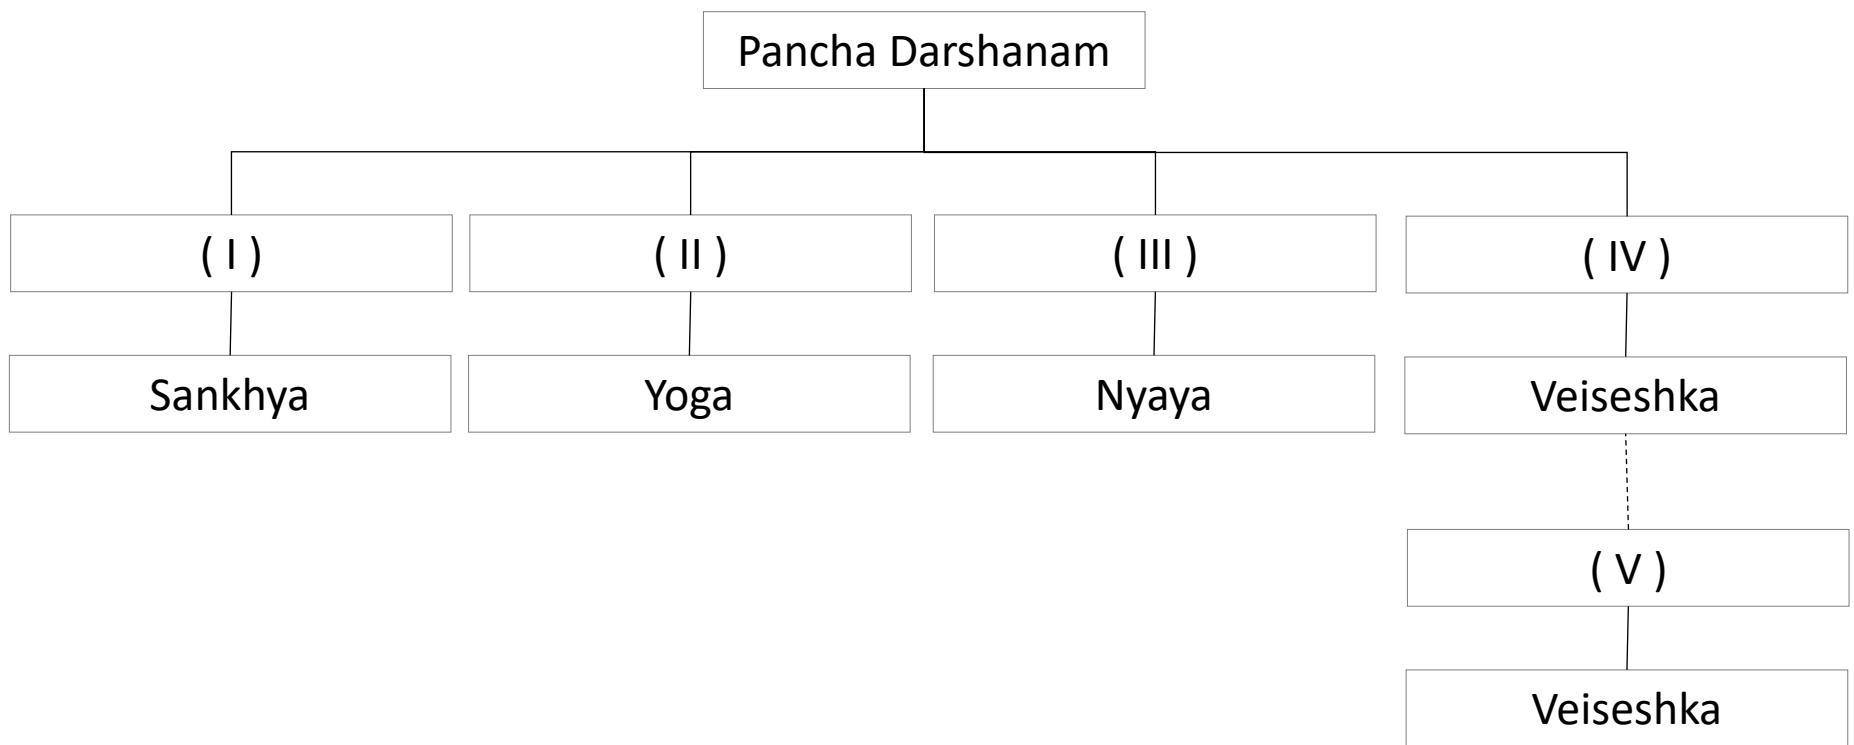 Pancha Darshanam
( I )
( II )
( III )
( IV )
Sankhya
Yoga
Nyaya
Veiseshka
( V )
Veiseshka